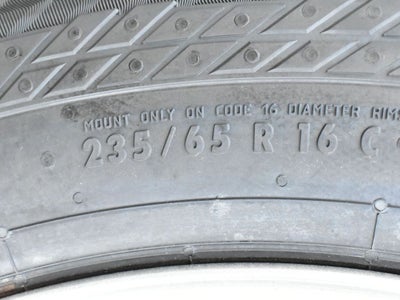 MOUNT ONLY ON CODE 16 DIAMETER RIMS
235/65 R 16 C